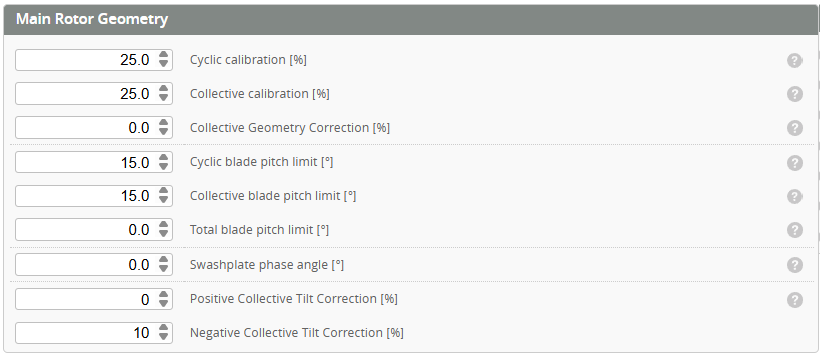 Main Rotor Geometry
25.0 Cyclic calibration [%] ?
25.0 Collective calibration [%] ?
0.0 Collective Geometry Correction [%] ?
15.0 Cyclic blade pitch limit [°] ?
15.0 Collective blade pitch limit [°] ?
0.0 Total blade pitch limit [°] ?
0.0 Swashplate phase angle [°] ?
0 Positive Collective Tilt Correction [%] ?
10 Negative Collective Tilt Correction [%]